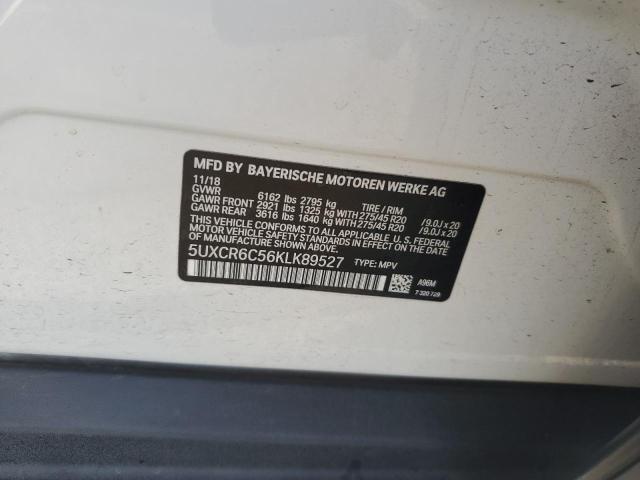 MFD BY BAYERISCHE MOTOREN WERKE AG
11/18
GVWR 6162 lbs 2795 kg TIRE / RIM
GAWR FRONT 2921 lbs 1325 kg WITH 275/45 R20 / 9.0J x 20
GAWR REAR 3616 lbs 1640 kg WITH 275/45 R20 / 9.0J x 20
THIS VEHICLE CONFORMS TO ALL APPLICABLE U.S. FEDERAL
MOTOR VEHICLE SAFETY STANDARDS IN EFFECT ON THE DATE OF
MANUFACTURE SHOWN ABOVE.
5UXCR6C56KLK89527 TYPE: MPV
A96M
7 320 729